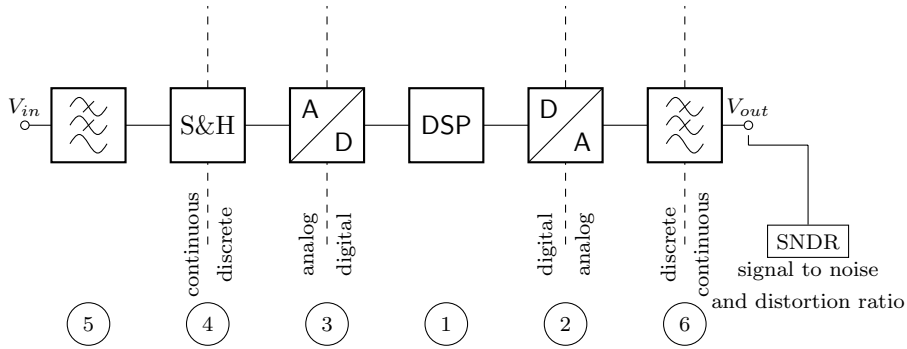 V_in
S&H
A
D
DSP
D
A
V_out
continuous
discrete
analog
digital
digital
analog
discrete
continuous
SNDR
signal to noise
and distortion ratio
5
4
3
1
2
6